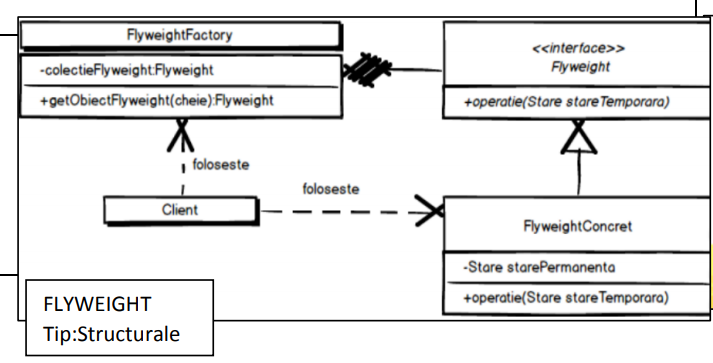 FlyweightFactory
-colectieFlyweight:Flyweight
+getObiectFlyweight(cheie):Flyweight
<<interface>>
Flyweight
+operatie(Stare stareTemporara)
foloseste
foloseste
Client
FlyweightConcret
-Stare starePermanenta
+operatie(Stare stareTemporara)
FLYWEIGHT
Tip:Structurale